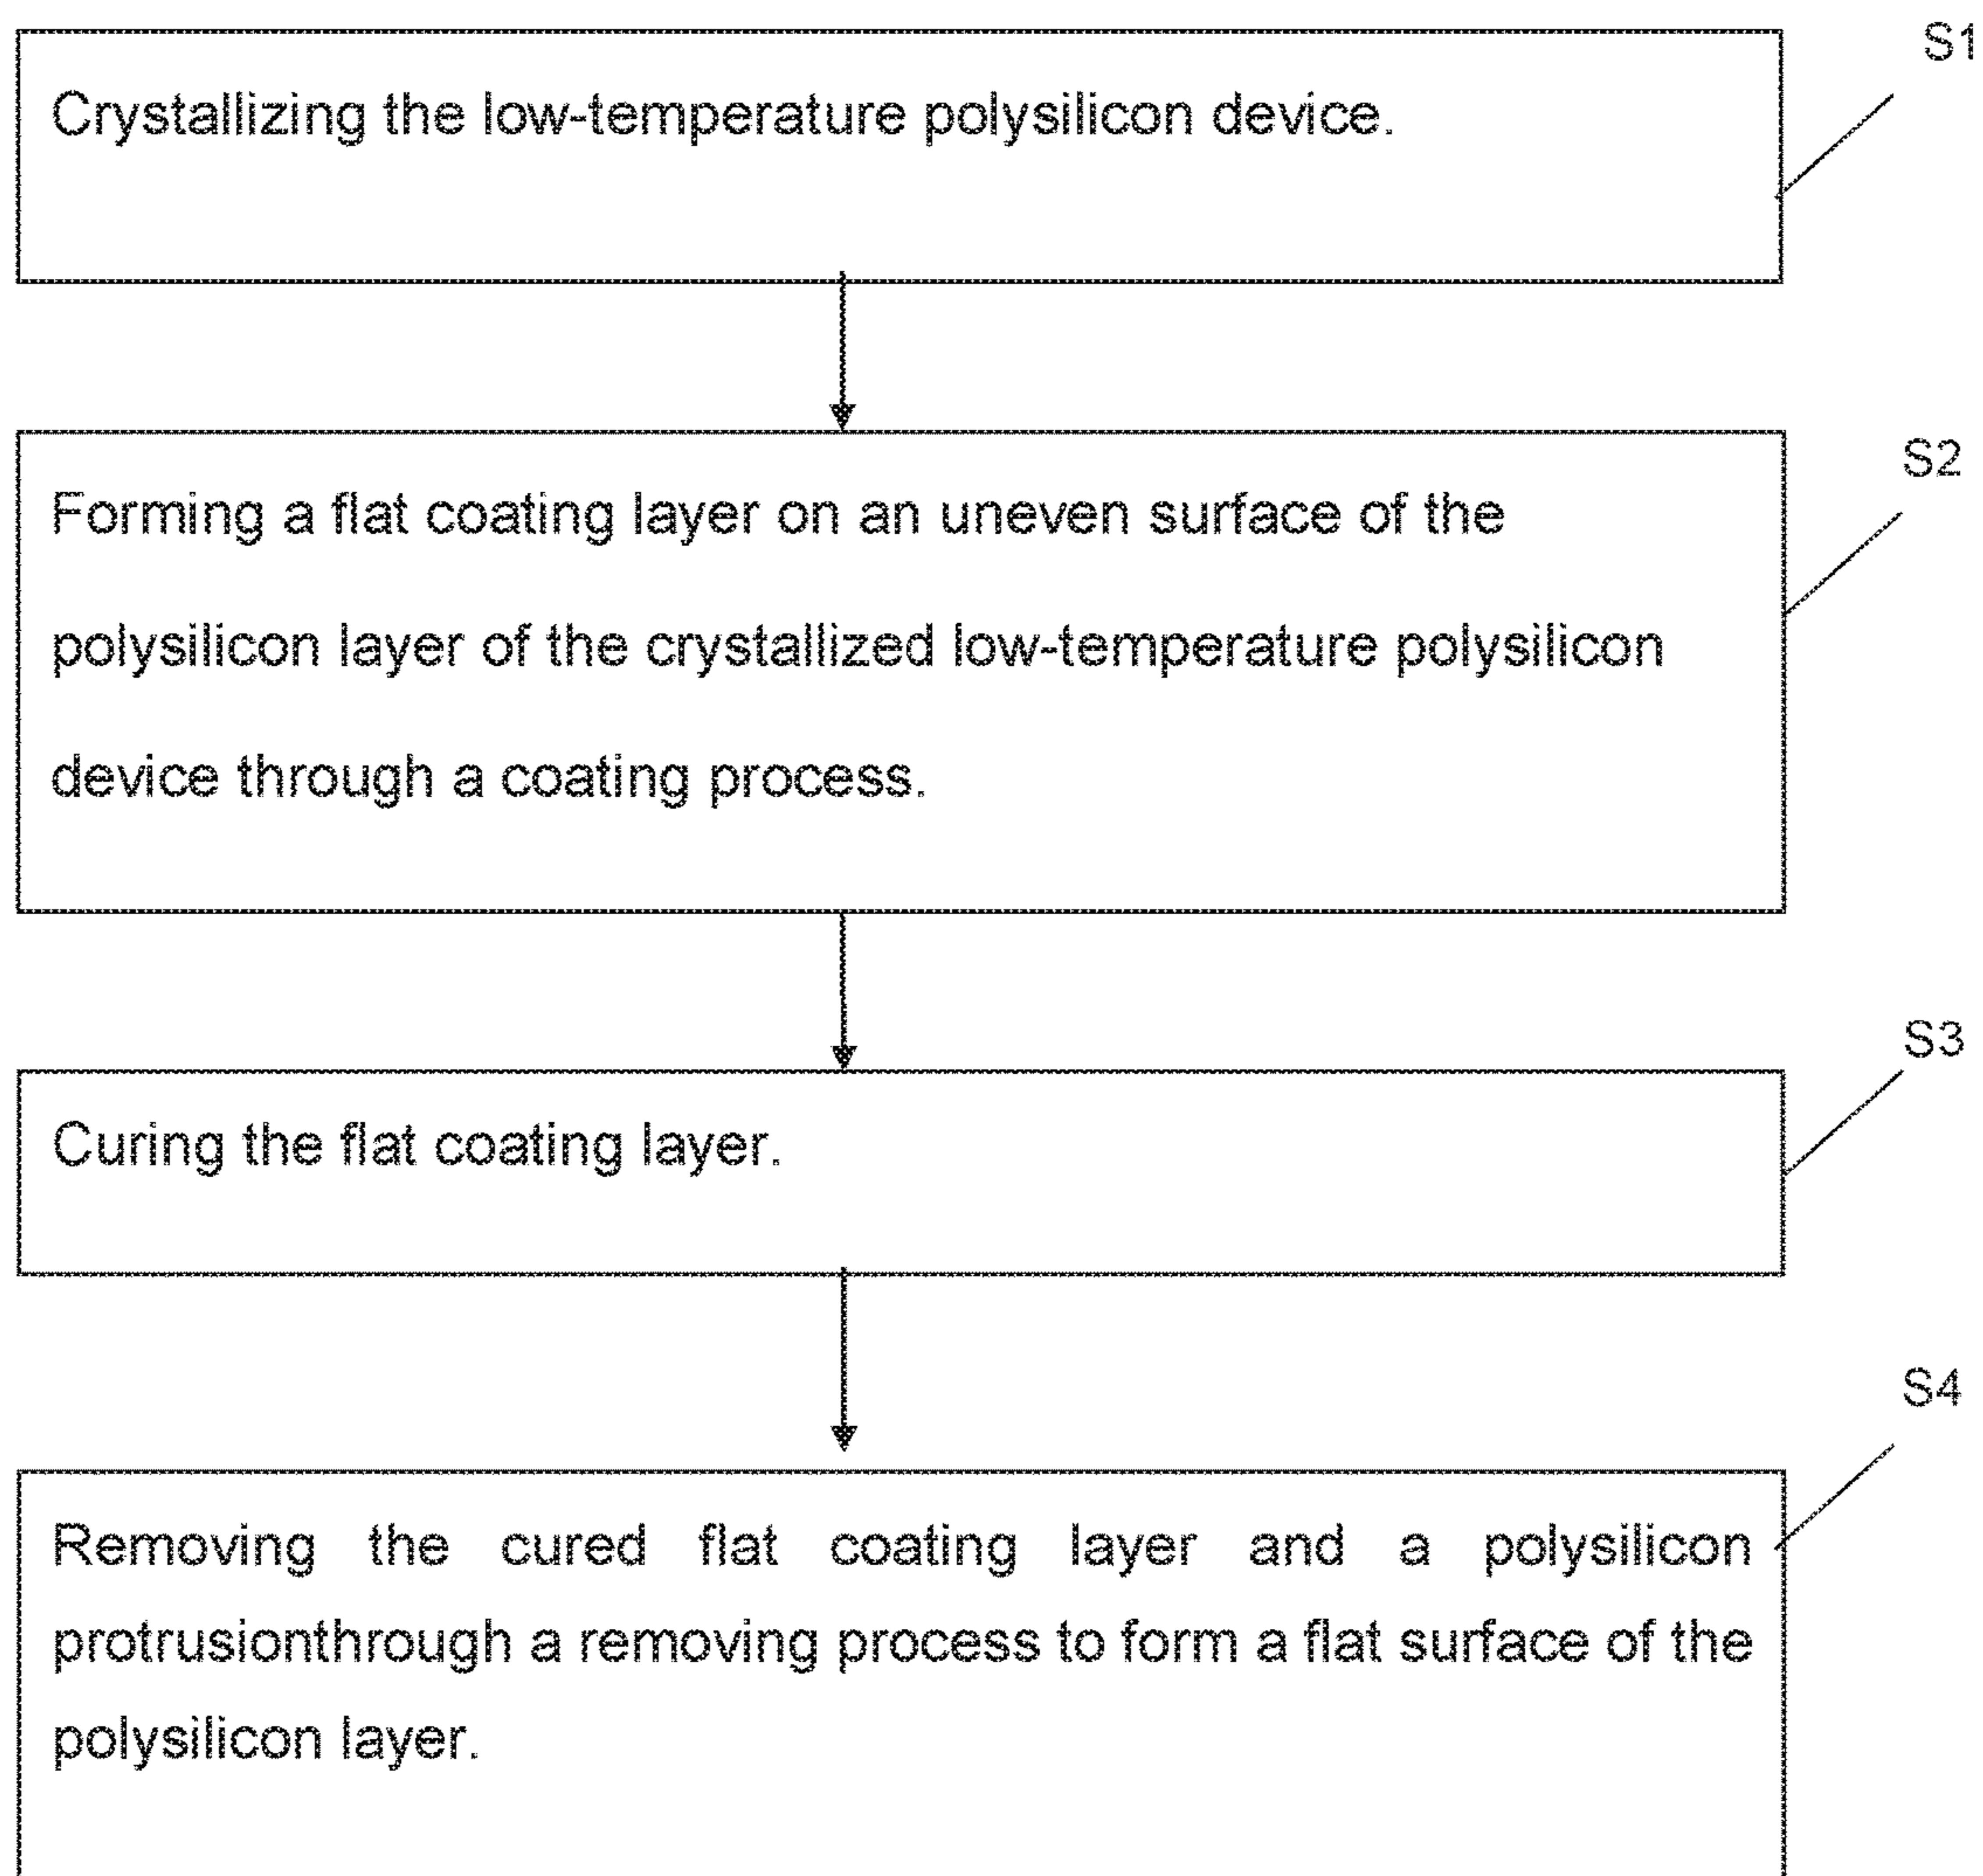 S1
Crystallizing the low-temperature polysilicon device.
S2
Forming a flat coating layer on an uneven surface of the
polysilicon layer of the crystallized low-temperature polysilicon
device through a coating process.
S3
Curing the flat coating layer.
S4
Removing the cured flat coating layer and a polysilicon
protrusionthrough a removing process to form a flat surface of the
polysilicon layer.